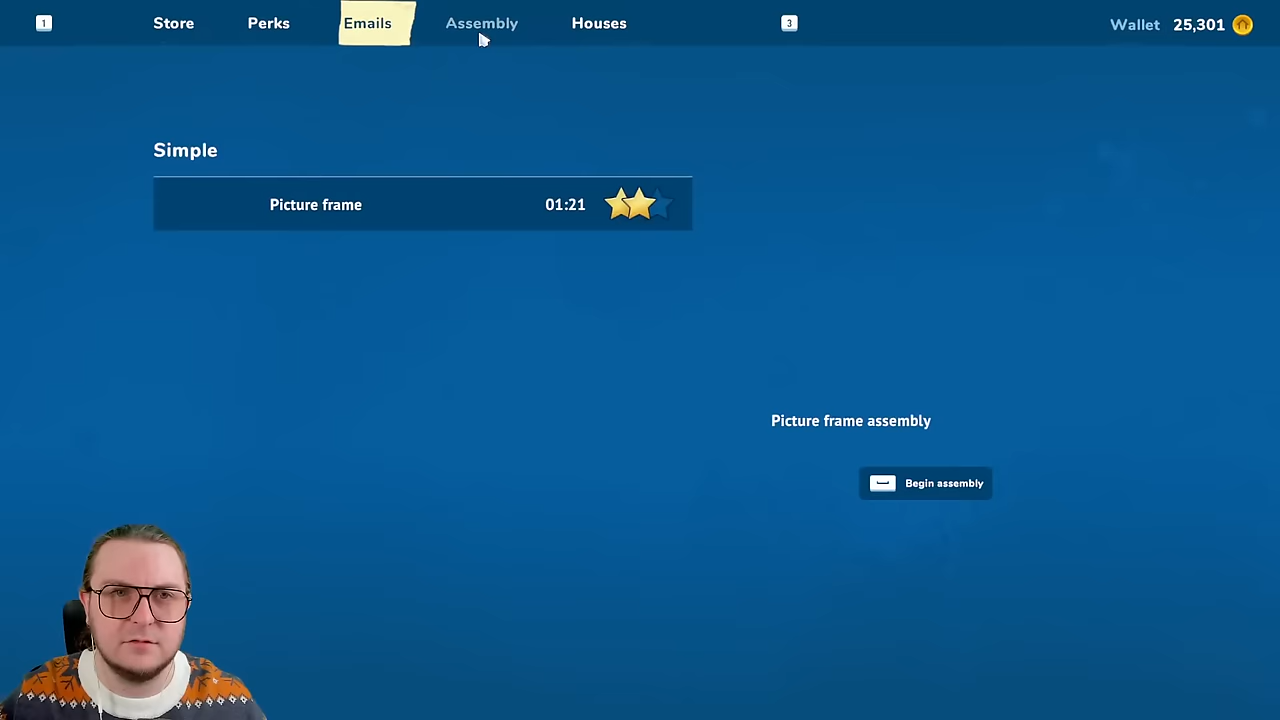 1 Store Perks Emails Assembly Houses 3 Wallet 25,301
Simple
Picture frame 01:21
Picture frame assembly
Begin assembly